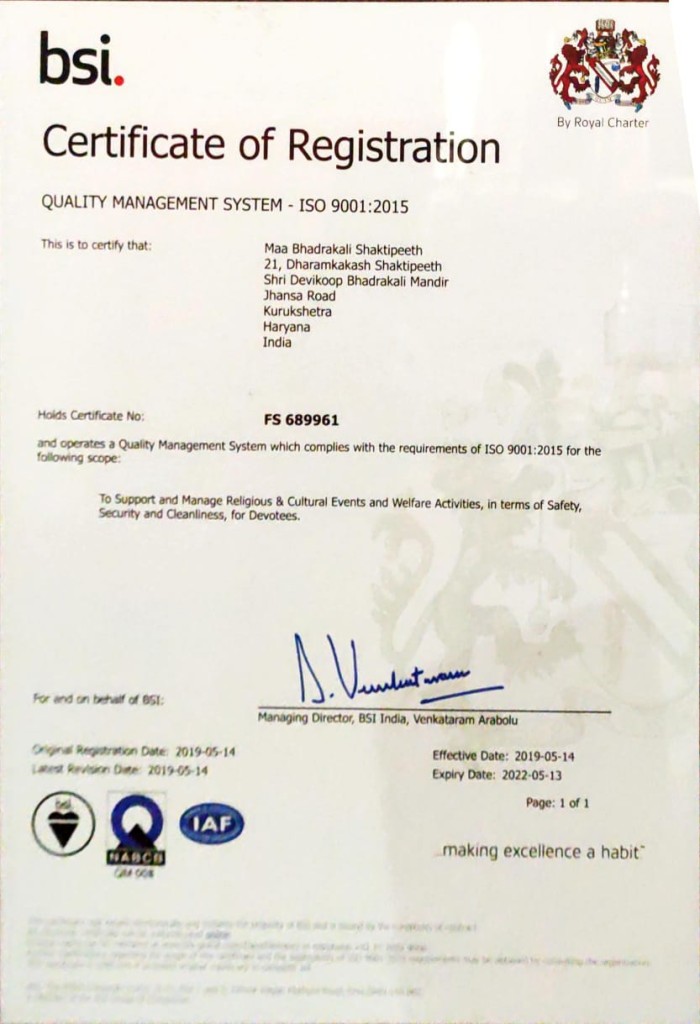 bsi.
By Royal Charter
Certificate of Registration
QUALITY MANAGEMENT SYSTEM - ISO 9001:2015
This is to certify that:
Maa Bhadrakali Shaktipeeth
21, Dharamkakash Shaktipeeth
Shri Devikoop Bhadrakali Mandir
Jhansa Road
Kurukshetra
Haryana
India
Holds Certificate No:
FS 689961
and operates a Quality Management System which complies with the requirements of ISO 9001:2015 for the
following scope:
To Support and Manage Religious & Cultural Events and Welfare Activities, in terms of Safety,
Security and Cleanliness, for Devotees.
For and on behalf of BSI:
Managing Director, BSI India, Venkataram Arabolu
Original Registration Date: 2019-05-14
Effective Date: 2019-05-14
Latest Revision Date: 2019-05-14
Expiry Date: 2022-05-13
Page: 1 of 1
bsi.
NABCB
QM 008
IAF
...making excellence a habit™